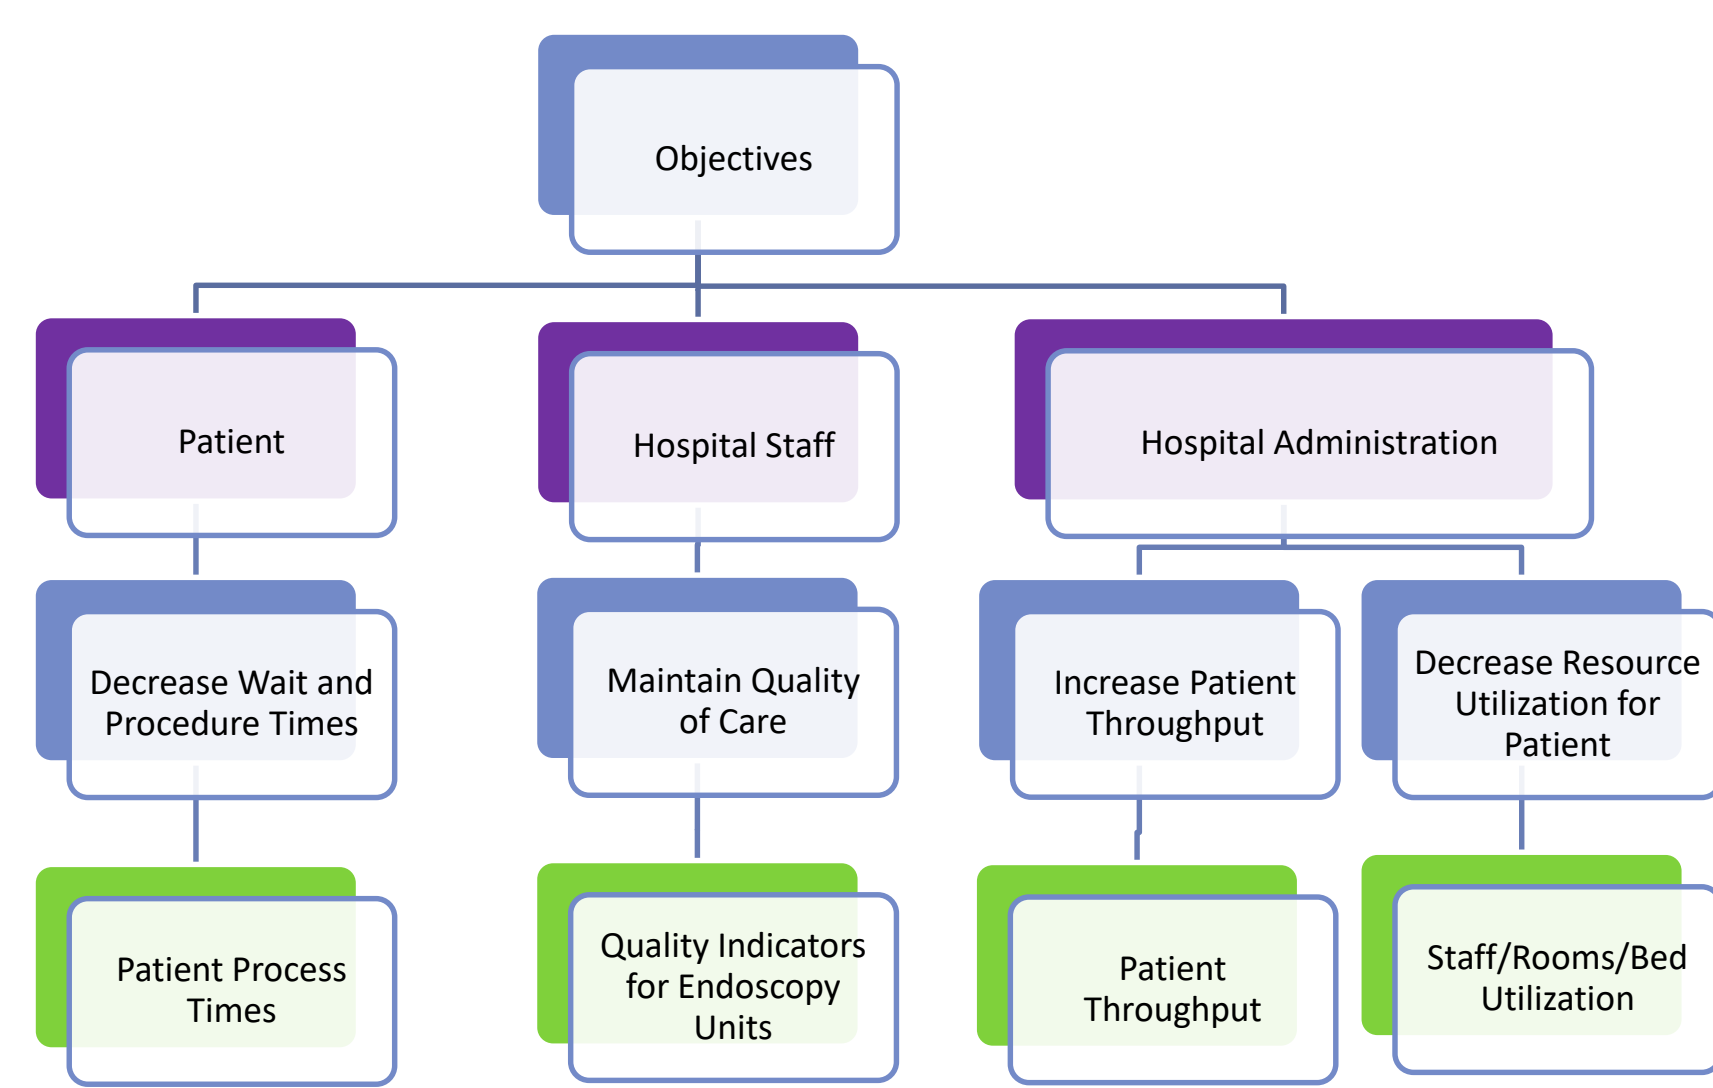 Objectives
Patient
Hospital Staff
Hospital Administration
Decrease Wait and
Procedure Times
Maintain Quality
of Care
Increase Patient
Throughput
Decrease Resource
Utilization for
Patient
Patient Process
Times
Quality Indicators
for Endoscopy
Units
Patient
Throughput
Staff/Rooms/Bed
Utilization